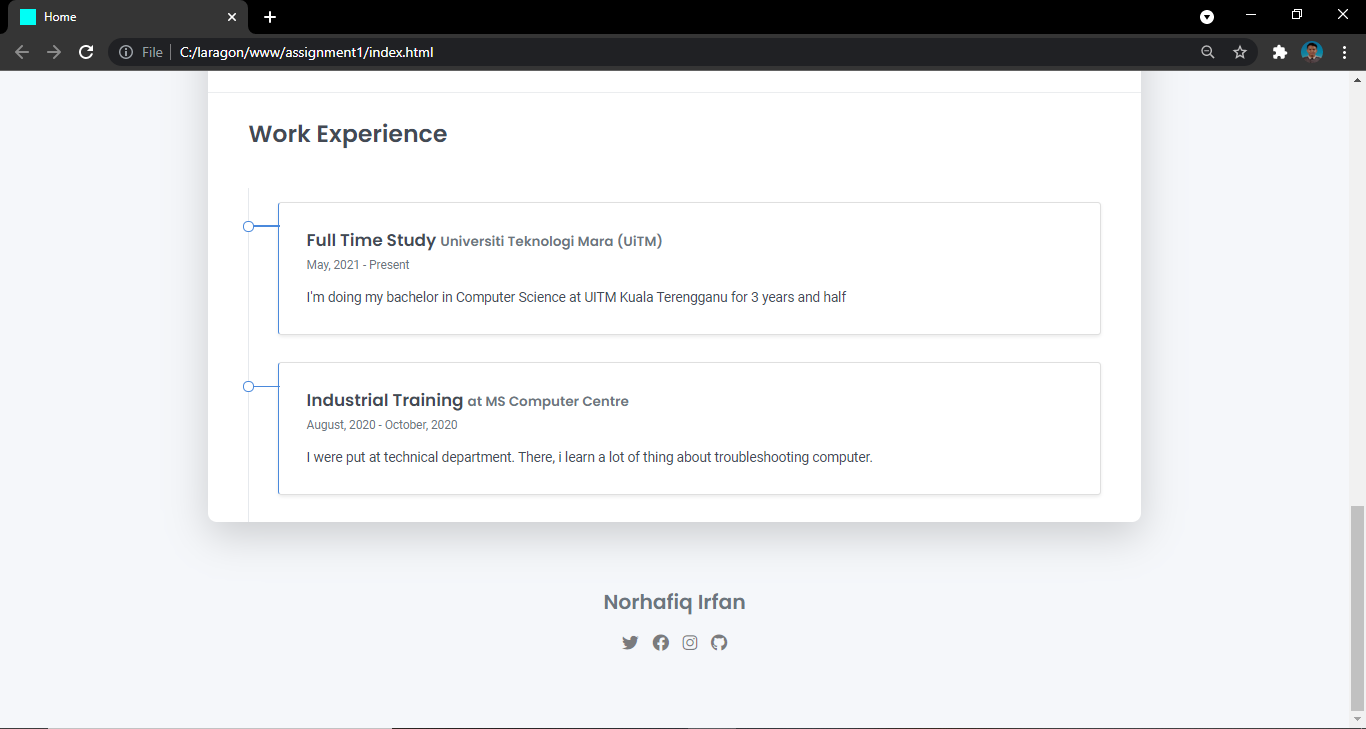 Home
File
C:/laragon/www/assignment1/index.html
Work Experience
Full Time Study Universiti Teknologi Mara (UiTM)
May, 2021 - Present
I'm doing my bachelor in Computer Science at UITM Kuala Terengganu for 3 years and half
Industrial Training at MS Computer Centre
August, 2020 - October, 2020
I were put at technical department. There, i learn a lot of thing about troubleshooting computer.
Norhafiq Irfan